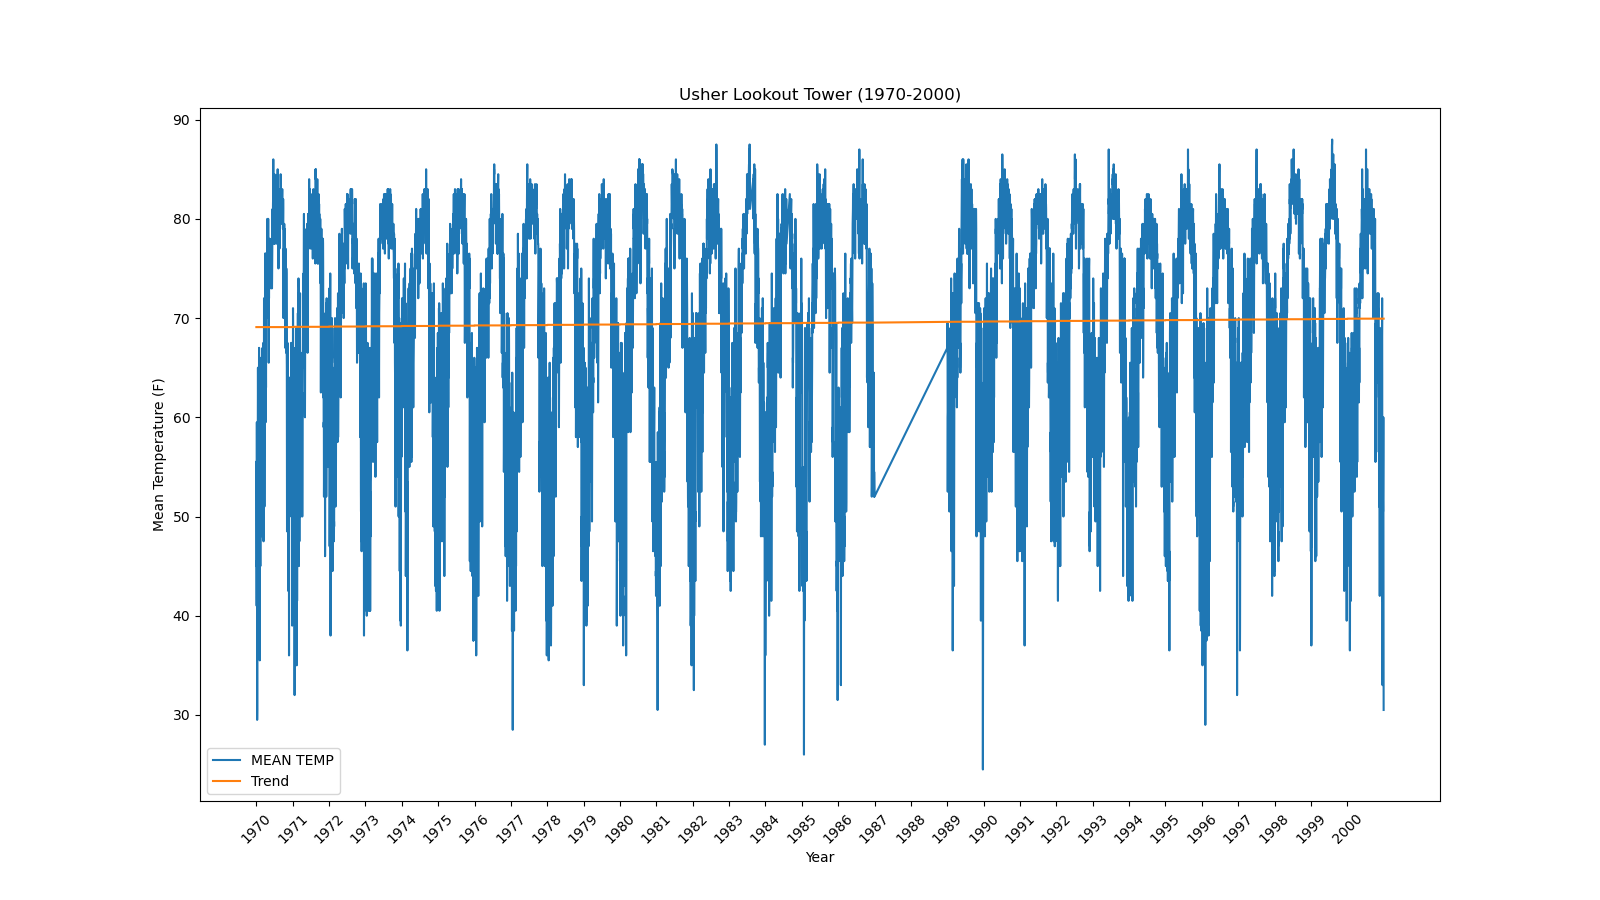 Usher Lookout Tower (1970-2000)
90
80
70
60
50
40
30
Mean Temperature (F)
MEAN TEMP
Trend
1970 1971 1972 1973 1974 1975 1976 1977 1978 1979 1980 1981 1982 1983 1984 1985 1986 1987 1988 1989 1990 1991 1992 1993 1994 1995 1996 1997 1998 1999 2000
Year